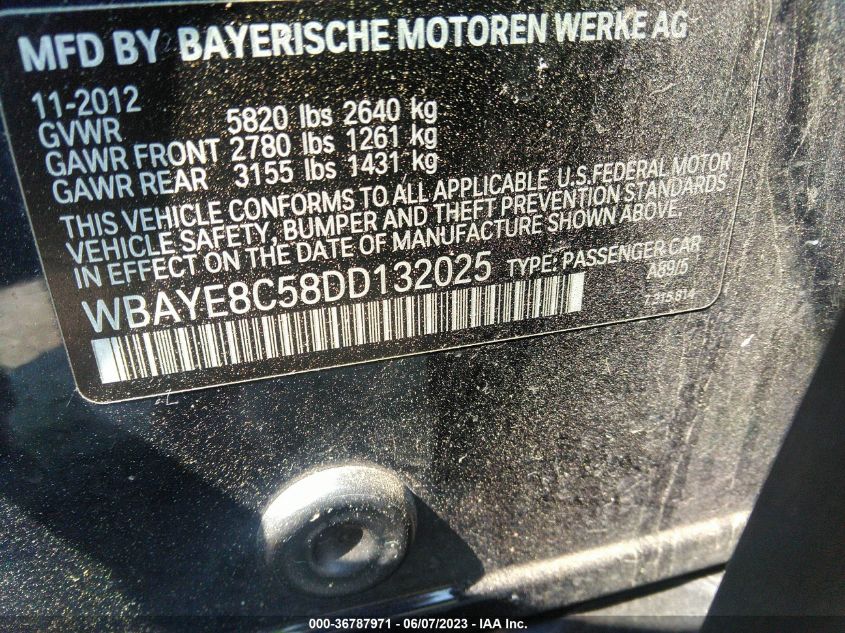 MFD BY BAYERISCHE MOTOREN WERKE AG
11-2012
GVWR 5820 lbs 2640 kg
GAWR FRONT 2780 lbs 1261 kg
GAWR REAR 3155 lbs 1431 kg
THIS VEHICLE CONFORMS TO ALL APPLICABLE U.S. FEDERAL MOTOR
VEHICLE SAFETY, BUMPER AND THEFT PREVENTION STANDARDS
IN EFFECT ON THE DATE OF MANUFACTURE SHOWN ABOVE.
WBAYE8C58DD132025 TYPE: PASSENGER CAR
A89/5
7 315 814
000-36787971 | 06/07/2023 - IAA Inc.